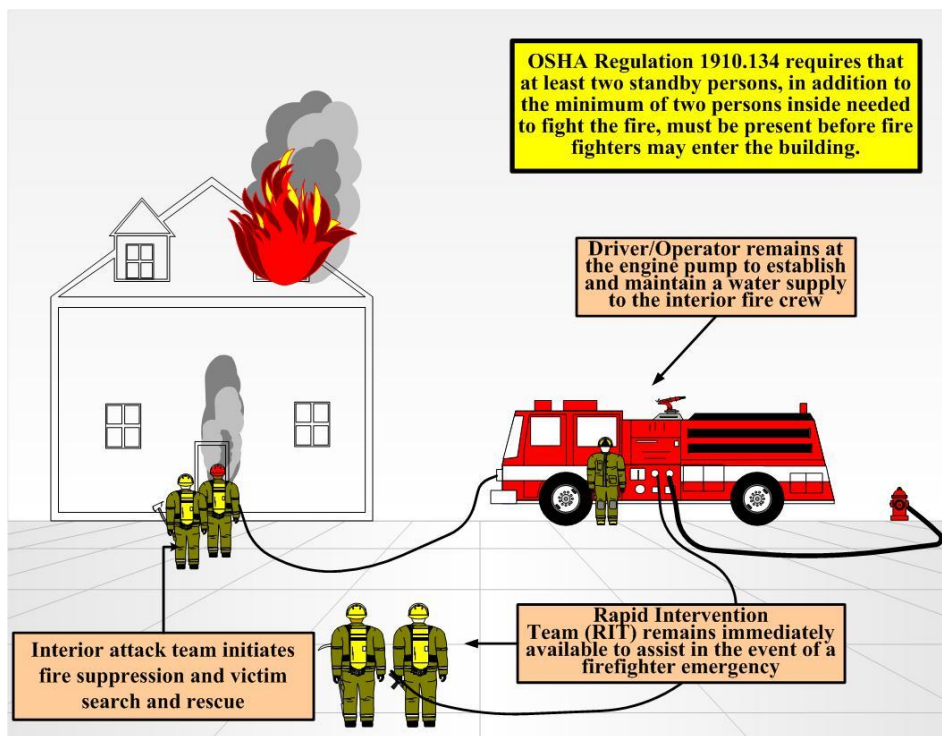 OSHA Regulation 1910.134 requires that
at least two standby persons, in addition to
the minimum of two persons inside needed
to fight the fire, must be present before fire
fighters may enter the building.
Driver/Operator remains at
the engine pump to establish
and maintain a water supply
to the interior fire crew
Interior attack team initiates
fire suppression and victim
search and rescue
Rapid Intervention
Team (RIT) remains immediately
available to assist in the event of a
firefighter emergency